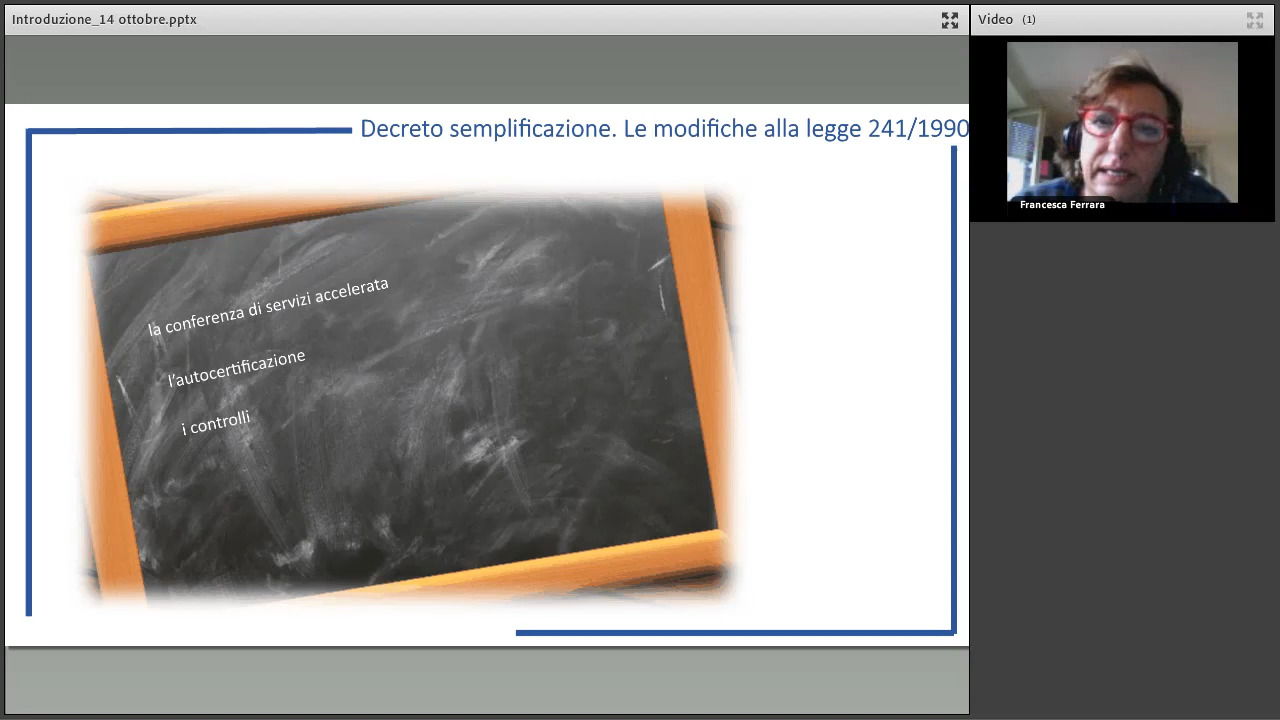 Introduzione_14 ottobre.pptx
Video (1)
Decreto semplificazione. Le modifiche alla legge 241/1990
la conferenza di servizi accelerata
l'autocertificazione
i controlli
Francesca Ferrara